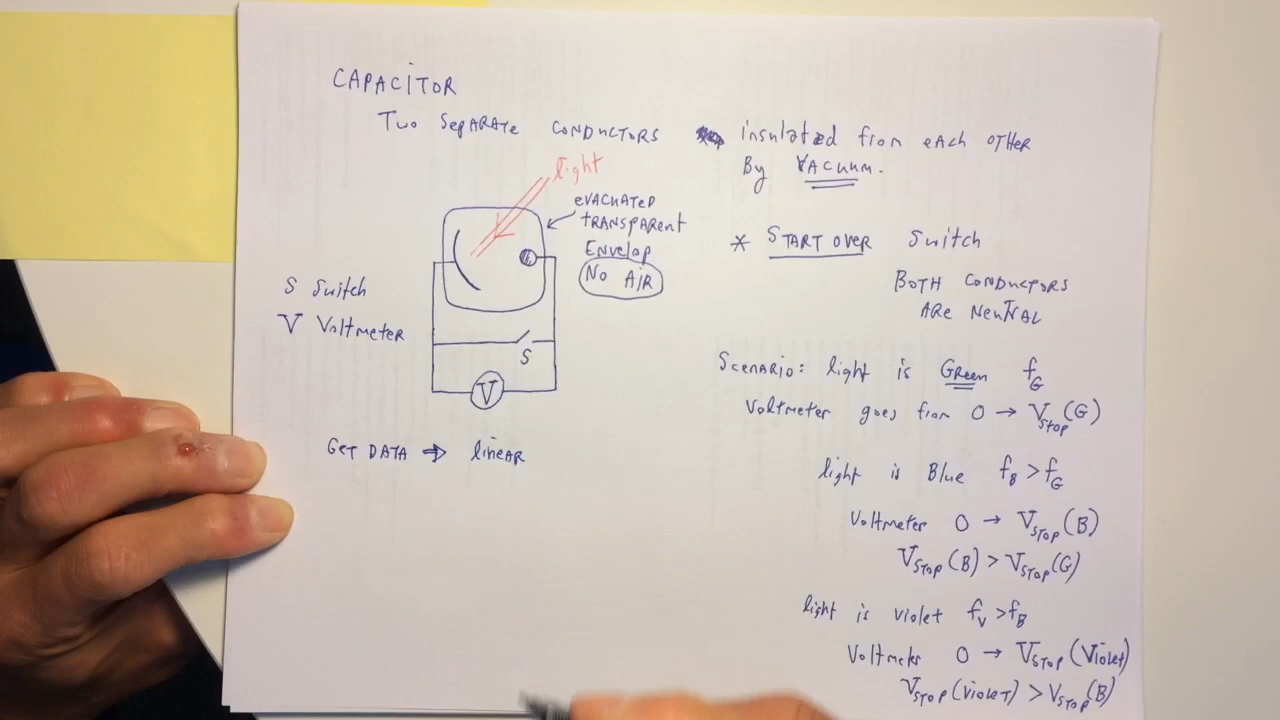 CAPACITOR
Two SepARATe CONDUCTORS insulated from eAcH OTHeR
By VACUUM.
light
eVACUATeD
TRANSPARent
Envelop
No AiR
* START OVER Switch
BOTH CONDUCTORS
ARe NeuTRAL
S Switch
V Voltmeter
S
V
Scenario: light is GReen f_G
Voltmeter goes from 0 → V_STOP(G)
Get DATA ⇒ lineAR
light is Blue f_B > f_G
Voltmeter 0 → V_STOP(B)
V_STOP(B) > V_STOP(G)
light is violet f_V > f_B
Voltmeter 0 → V_STOP(Violet)
V_STOP(violet) > V_STOP(B)